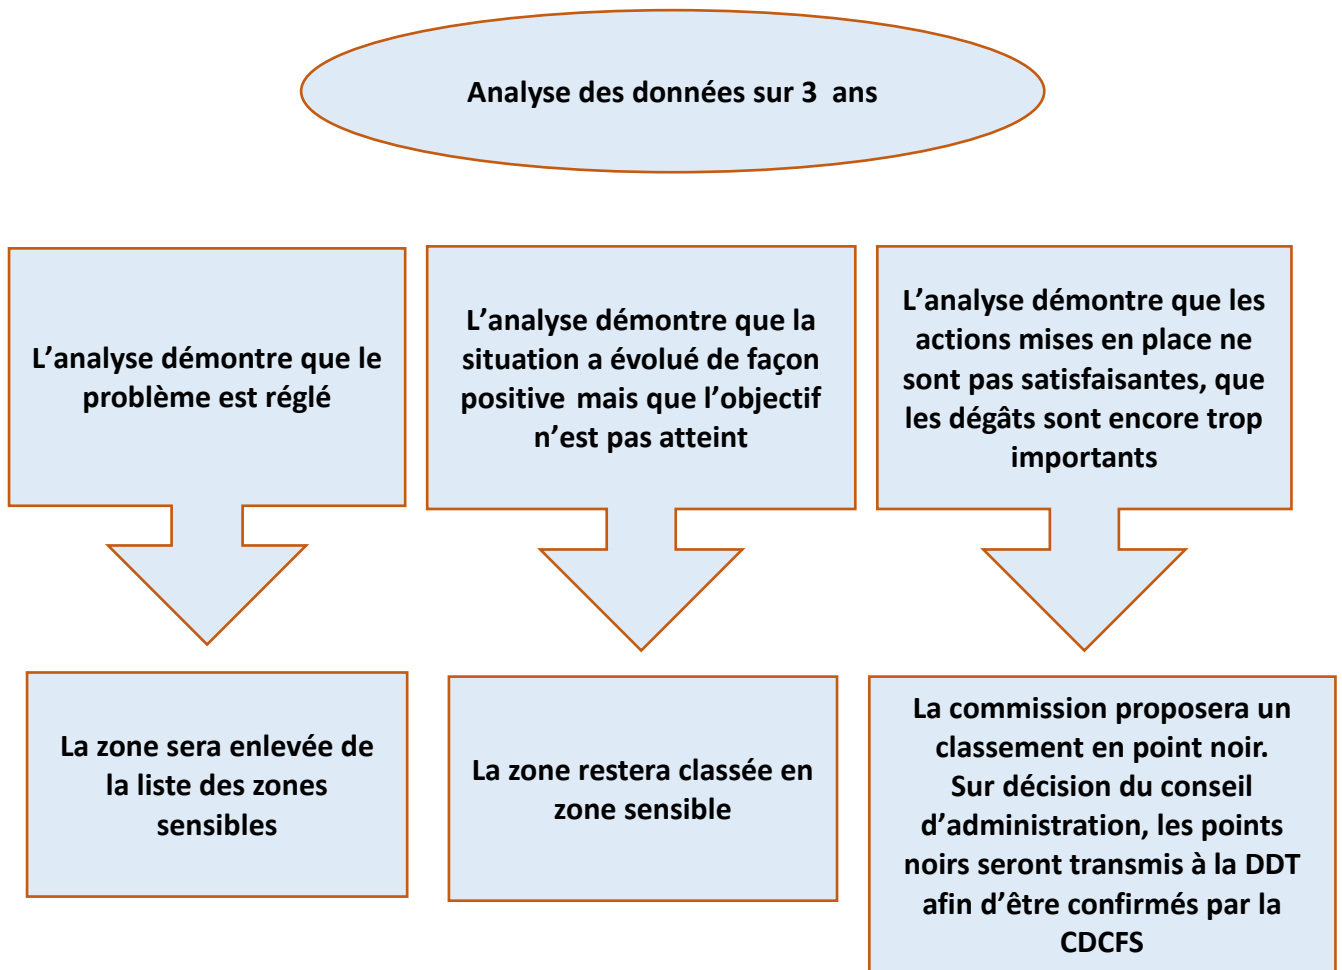 Analyse des données sur 3 ans
L’analyse démontre que le
problème est réglé
L’analyse démontre que la
situation a évolué de façon
positive mais que l’objectif
n’est pas atteint
L’analyse démontre que les
actions mises en place ne
sont pas satisfaisantes, que
les dégâts sont encore trop
importants
La zone sera enlevée de
la liste des zones
sensibles
La zone restera classée en
zone sensible
La commission proposera un
classement en point noir.
Sur décision du conseil
d’administration, les points
noirs seront transmis à la DDT
afin d’être confirmés par la
CDCFS